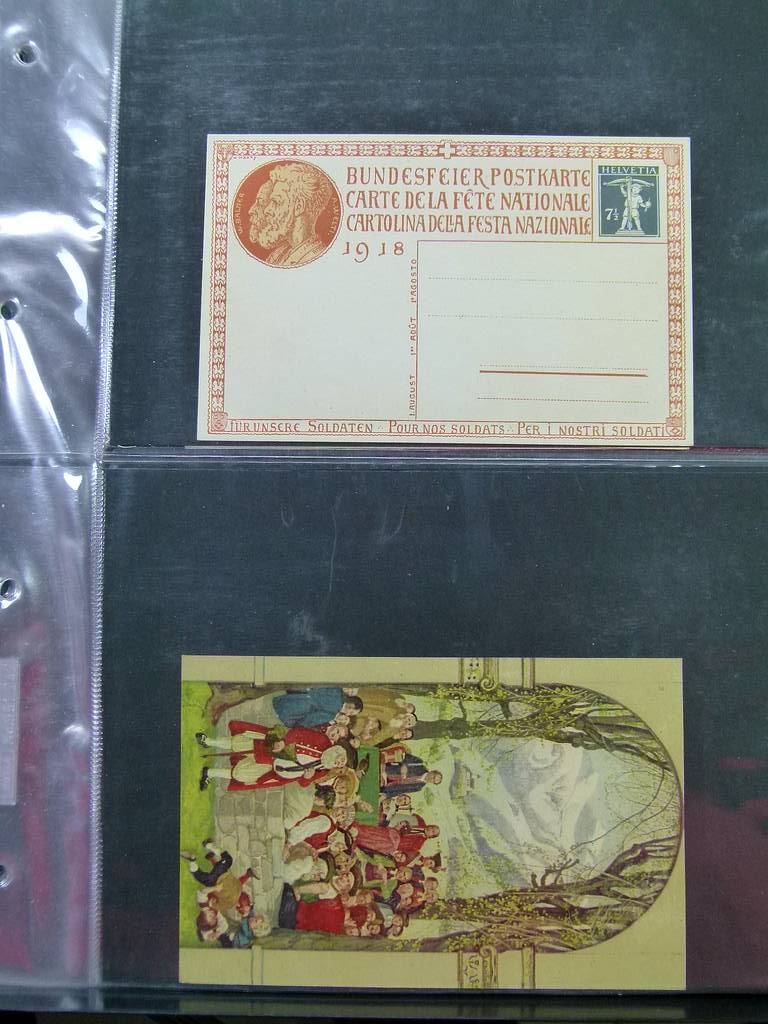 BUNDESFEIER POSTKARTE
CARTE DE LA FÊTE NATIONALE
CARTOLINA DELLA FESTA NAZIONALE
1918
HELVETIA
7½
1. AUGUST 1ER AOÛT 1O AGOSTO
FÜR UNSERE SOLDATEN · POUR NOS SOLDATS · PER I NOSTRI SOLDATI